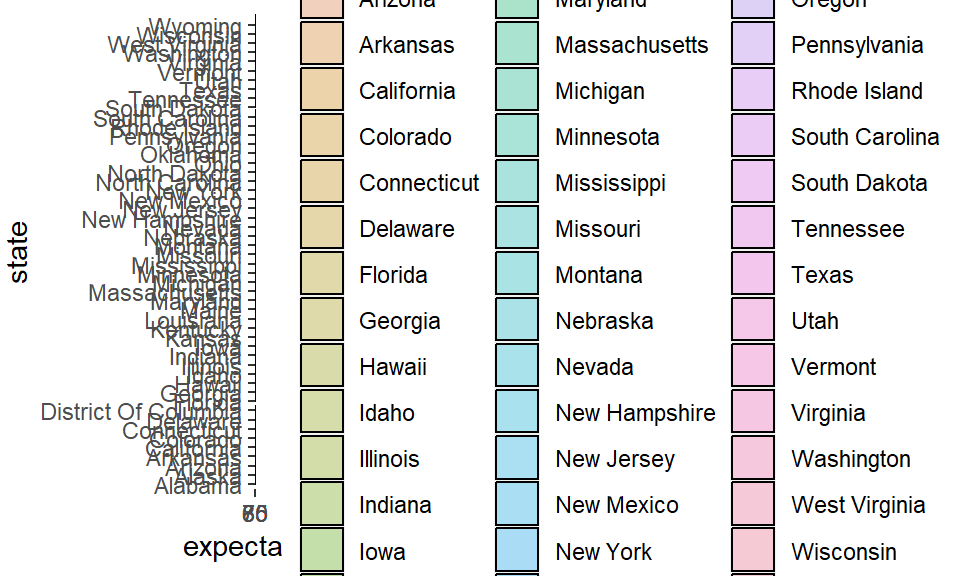 state
Wyoming
Wisconsin
West Virginia
Washington
Virginia
Vermont
Utah
Texas
Tennessee
South Dakota
South Carolina
Rhode Island
Pennsylvania
Oregon
Oklahoma
Ohio
North Dakota
North Carolina
New York
New Mexico
New Jersey
New Hampshire
Nevada
Nebraska
Montana
Missouri
Mississippi
Minnesota
Michigan
Massachusetts
Maryland
Maine
Louisiana
Kentucky
Kansas
Iowa
Indiana
Illinois
Idaho
Hawaii
Georgia
Florida
District Of Columbia
Delaware
Connecticut
Colorado
California
Arkansas
Arizona
Alaska
Alabama
expecta
Arizona
Arkansas
California
Colorado
Connecticut
Delaware
Florida
Georgia
Hawaii
Idaho
Illinois
Indiana
Iowa
Maryland
Massachusetts
Michigan
Minnesota
Mississippi
Missouri
Montana
Nebraska
Nevada
New Hampshire
New Jersey
New Mexico
New York
Oregon
Pennsylvania
Rhode Island
South Carolina
South Dakota
Tennessee
Texas
Utah
Vermont
Virginia
Washington
West Virginia
Wisconsin